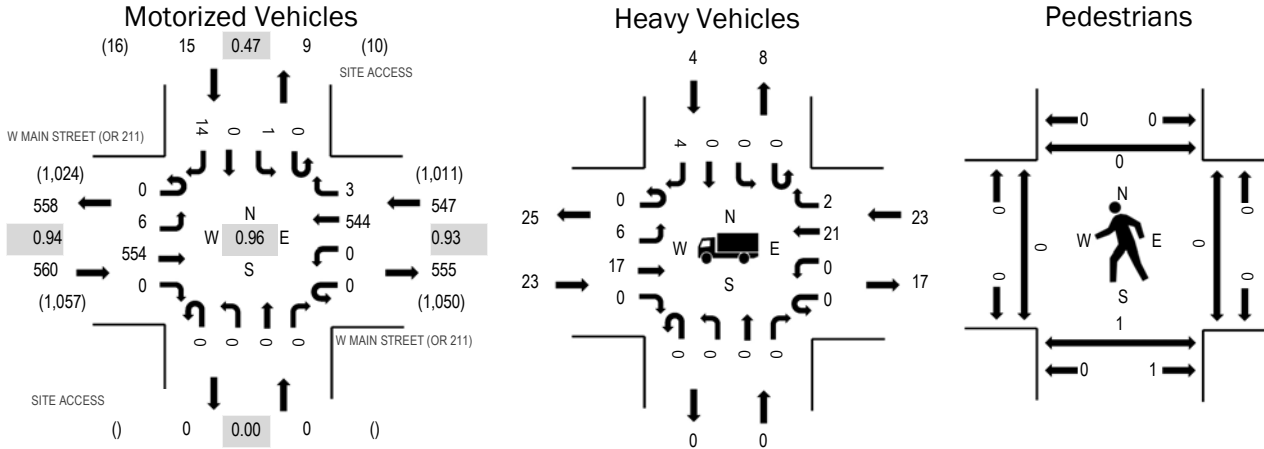 Motorized Vehicles
Heavy Vehicles
Pedestrians
(16) 15 0.47 9 (10)
SITE ACCESS
W MAIN STREET (OR 211)
14 0 1 0
(1,024)
558
0.94
560
(1,057)
0
6
554
0
N
W 0.96 E
S
3
544
0
0
(1,011)
547
0.93
555
(1,050)
0 0 0 0
W MAIN STREET (OR 211)
SITE ACCESS
() 0 0.00 0 ()
4 8
4 0 0 0
25
23
0
6
17
0
N
W E
S
2
21
0
0
23
17
0 0 0 0
0 0
0 0
0
0
0
0
N
W E
S
0
0
0
1
0 1